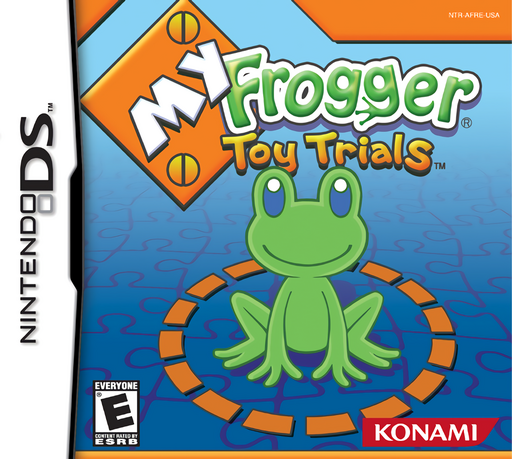 NTR-AFRE-USA
NINTENDO DS™
My Frogger®
Toy Trials™
EVERYONE
E
CONTENT RATED BY
ESRB
KONAMI